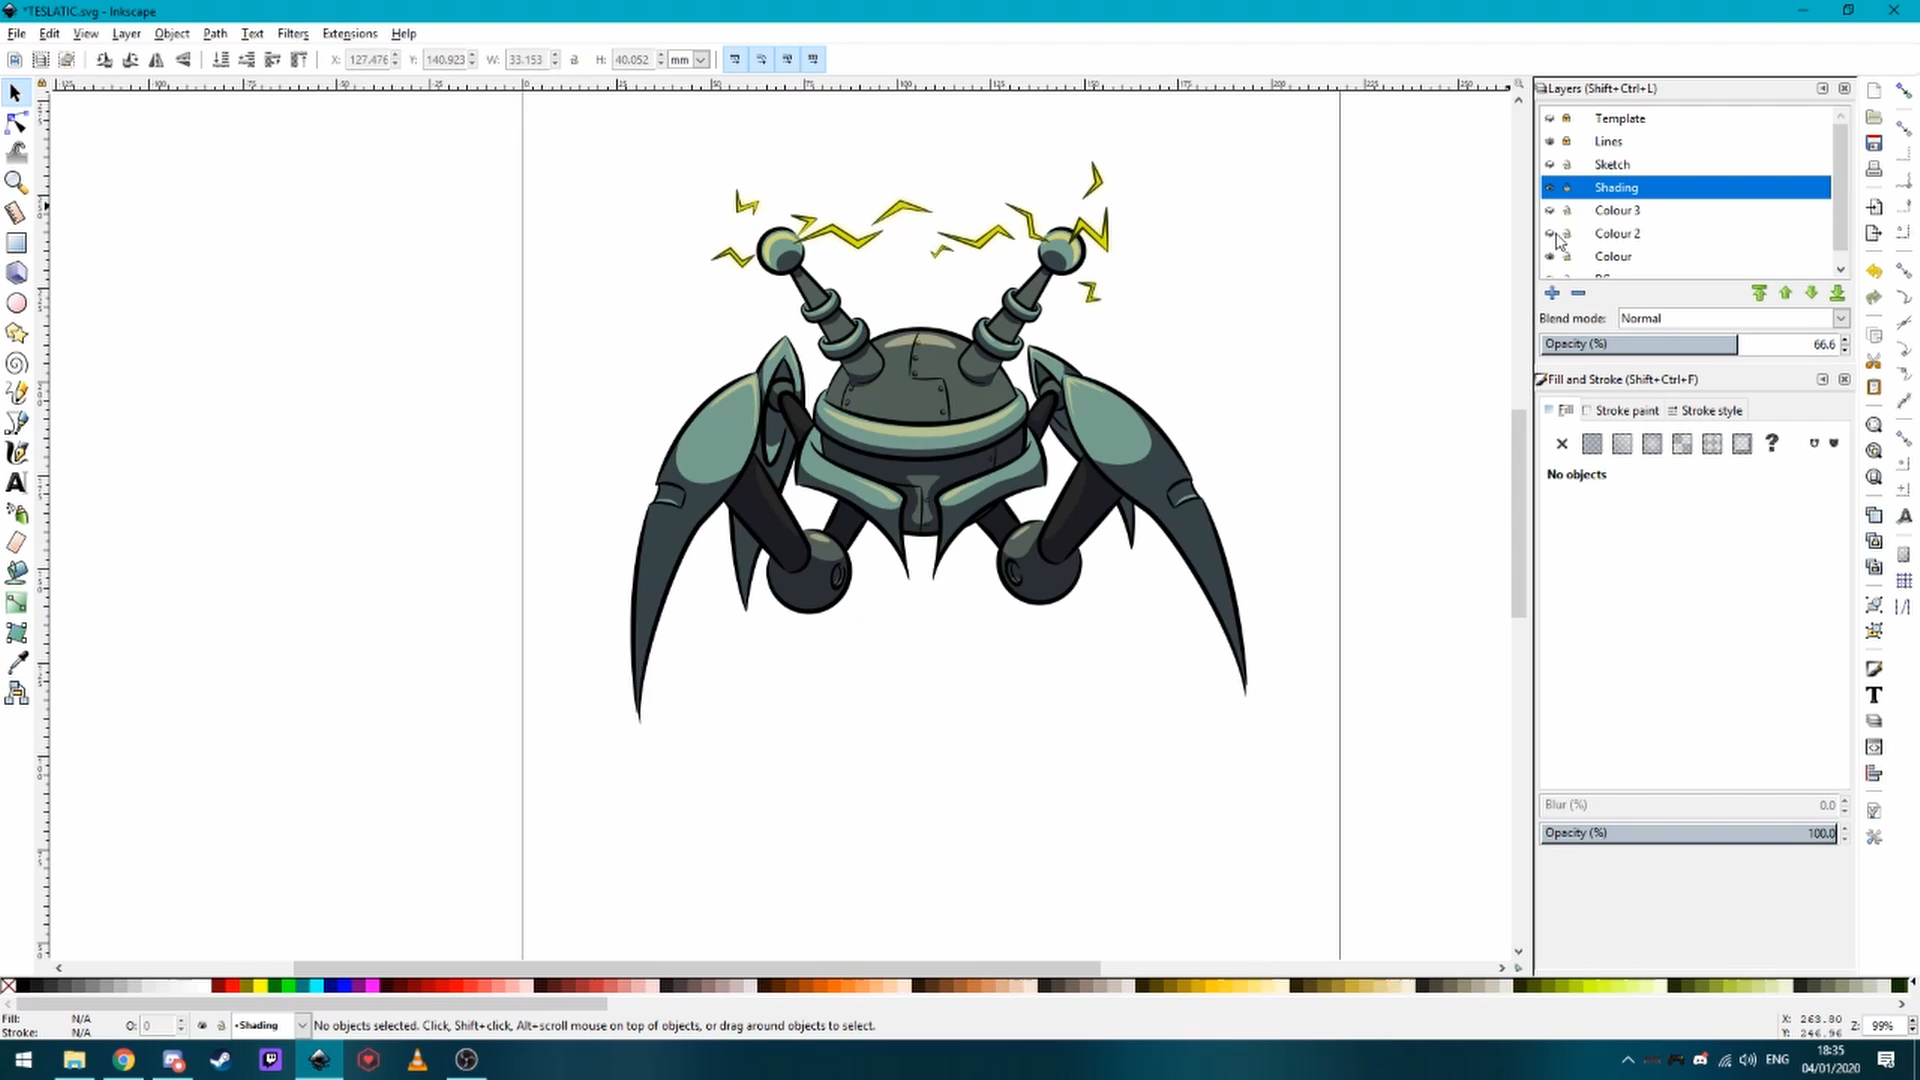 *TESLATIC.svg - Inkscape
File Edit View Layer Object Path Text Filters Extensions Help
X: 127.476 Y: 140.923 W: 33.153 H: 40.052 mm
Layers (Shift+Ctrl+L)
Template
Lines
Sketch
Shading
Colour 3
Colour 2
Colour
Blend mode: Normal
Opacity (%) 66.6
Fill and Stroke (Shift+Ctrl+F)
Fill Stroke paint Stroke style
?
No objects
Blur (%) 0.0
Opacity (%) 100.0
Fill: N/A
Stroke: N/A
O: 0
•Shading
No objects selected. Click, Shift+click, Alt+scroll mouse on top of objects, or drag around objects to select.
X: 263.80
Y: 246.96
Z: 99%
ENG
18:35
04/01/2020